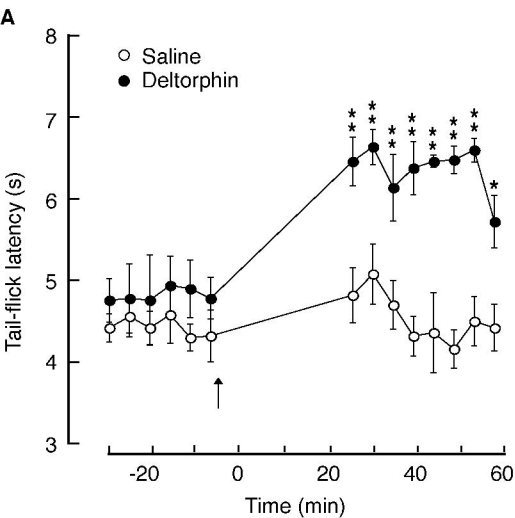 A
8
Saline
Deltorphin
7
* * * * * * *
* * * * * * *
*
6
5
4
3
Tail-flick latency (s)
-20 0 20 40 60
Time (min)